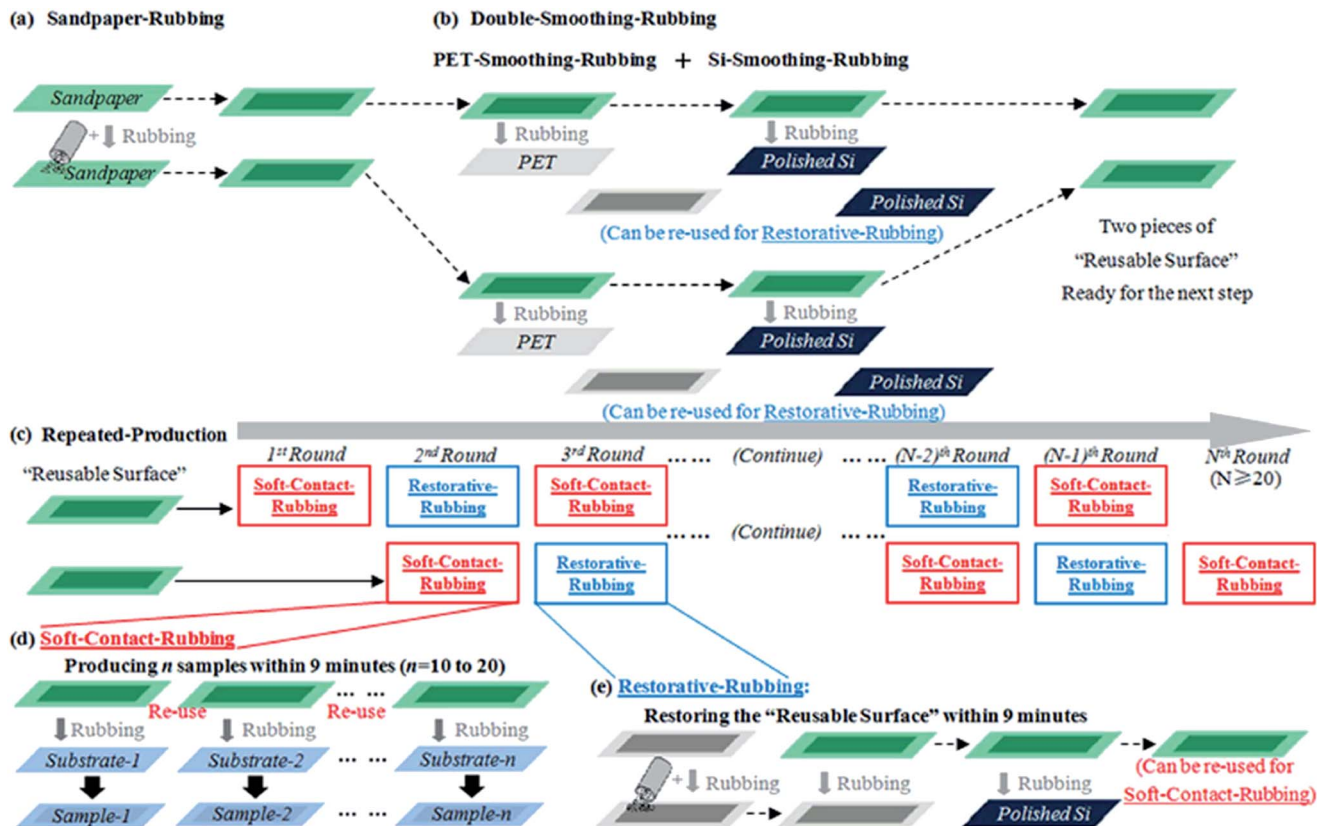 (a) Sandpaper-Rubbing
(b) Double-Smoothing-Rubbing
PET-Smoothing-Rubbing + Si-Smoothing-Rubbing
Sandpaper
+ Rubbing
Sandpaper
Rubbing
PET
Rubbing
Polished Si
Polished Si
(Can be re-used for Restorative-Rubbing)
Rubbing
PET
Rubbing
Polished Si
Polished Si
(Can be re-used for Restorative-Rubbing)
Two pieces of
“Reusable Surface”
Ready for the next step
(c) Repeated-Production
“Reusable Surface”
1st Round
2nd Round
3rd Round
... ... (Continue) ... ...
(N-2)th Round
(N-1)th Round
Nth Round
(N≥20)
Soft-Contact-
Rubbing
Restorative-
Rubbing
Soft-Contact-
Rubbing
Restorative-
Rubbing
Soft-Contact-
Rubbing
... ... (Continue) ... ...
Soft-Contact-
Rubbing
Restorative-
Rubbing
Soft-Contact-
Rubbing
Restorative-
Rubbing
Soft-Contact-
Rubbing
(d) Soft-Contact-Rubbing
Producing n samples within 9 minutes (n=10 to 20)
Re-use
... ...
Re-use
Rubbing
Rubbing
Rubbing
Substrate-1
Substrate-2
... ...
Substrate-n
Sample-1
Sample-2
... ...
Sample-n
(e) Restorative-Rubbing:
Restoring the “Reusable Surface” within 9 minutes
+ Rubbing
Rubbing
Rubbing
Polished Si
(Can be re-used for
Soft-Contact-Rubbing)